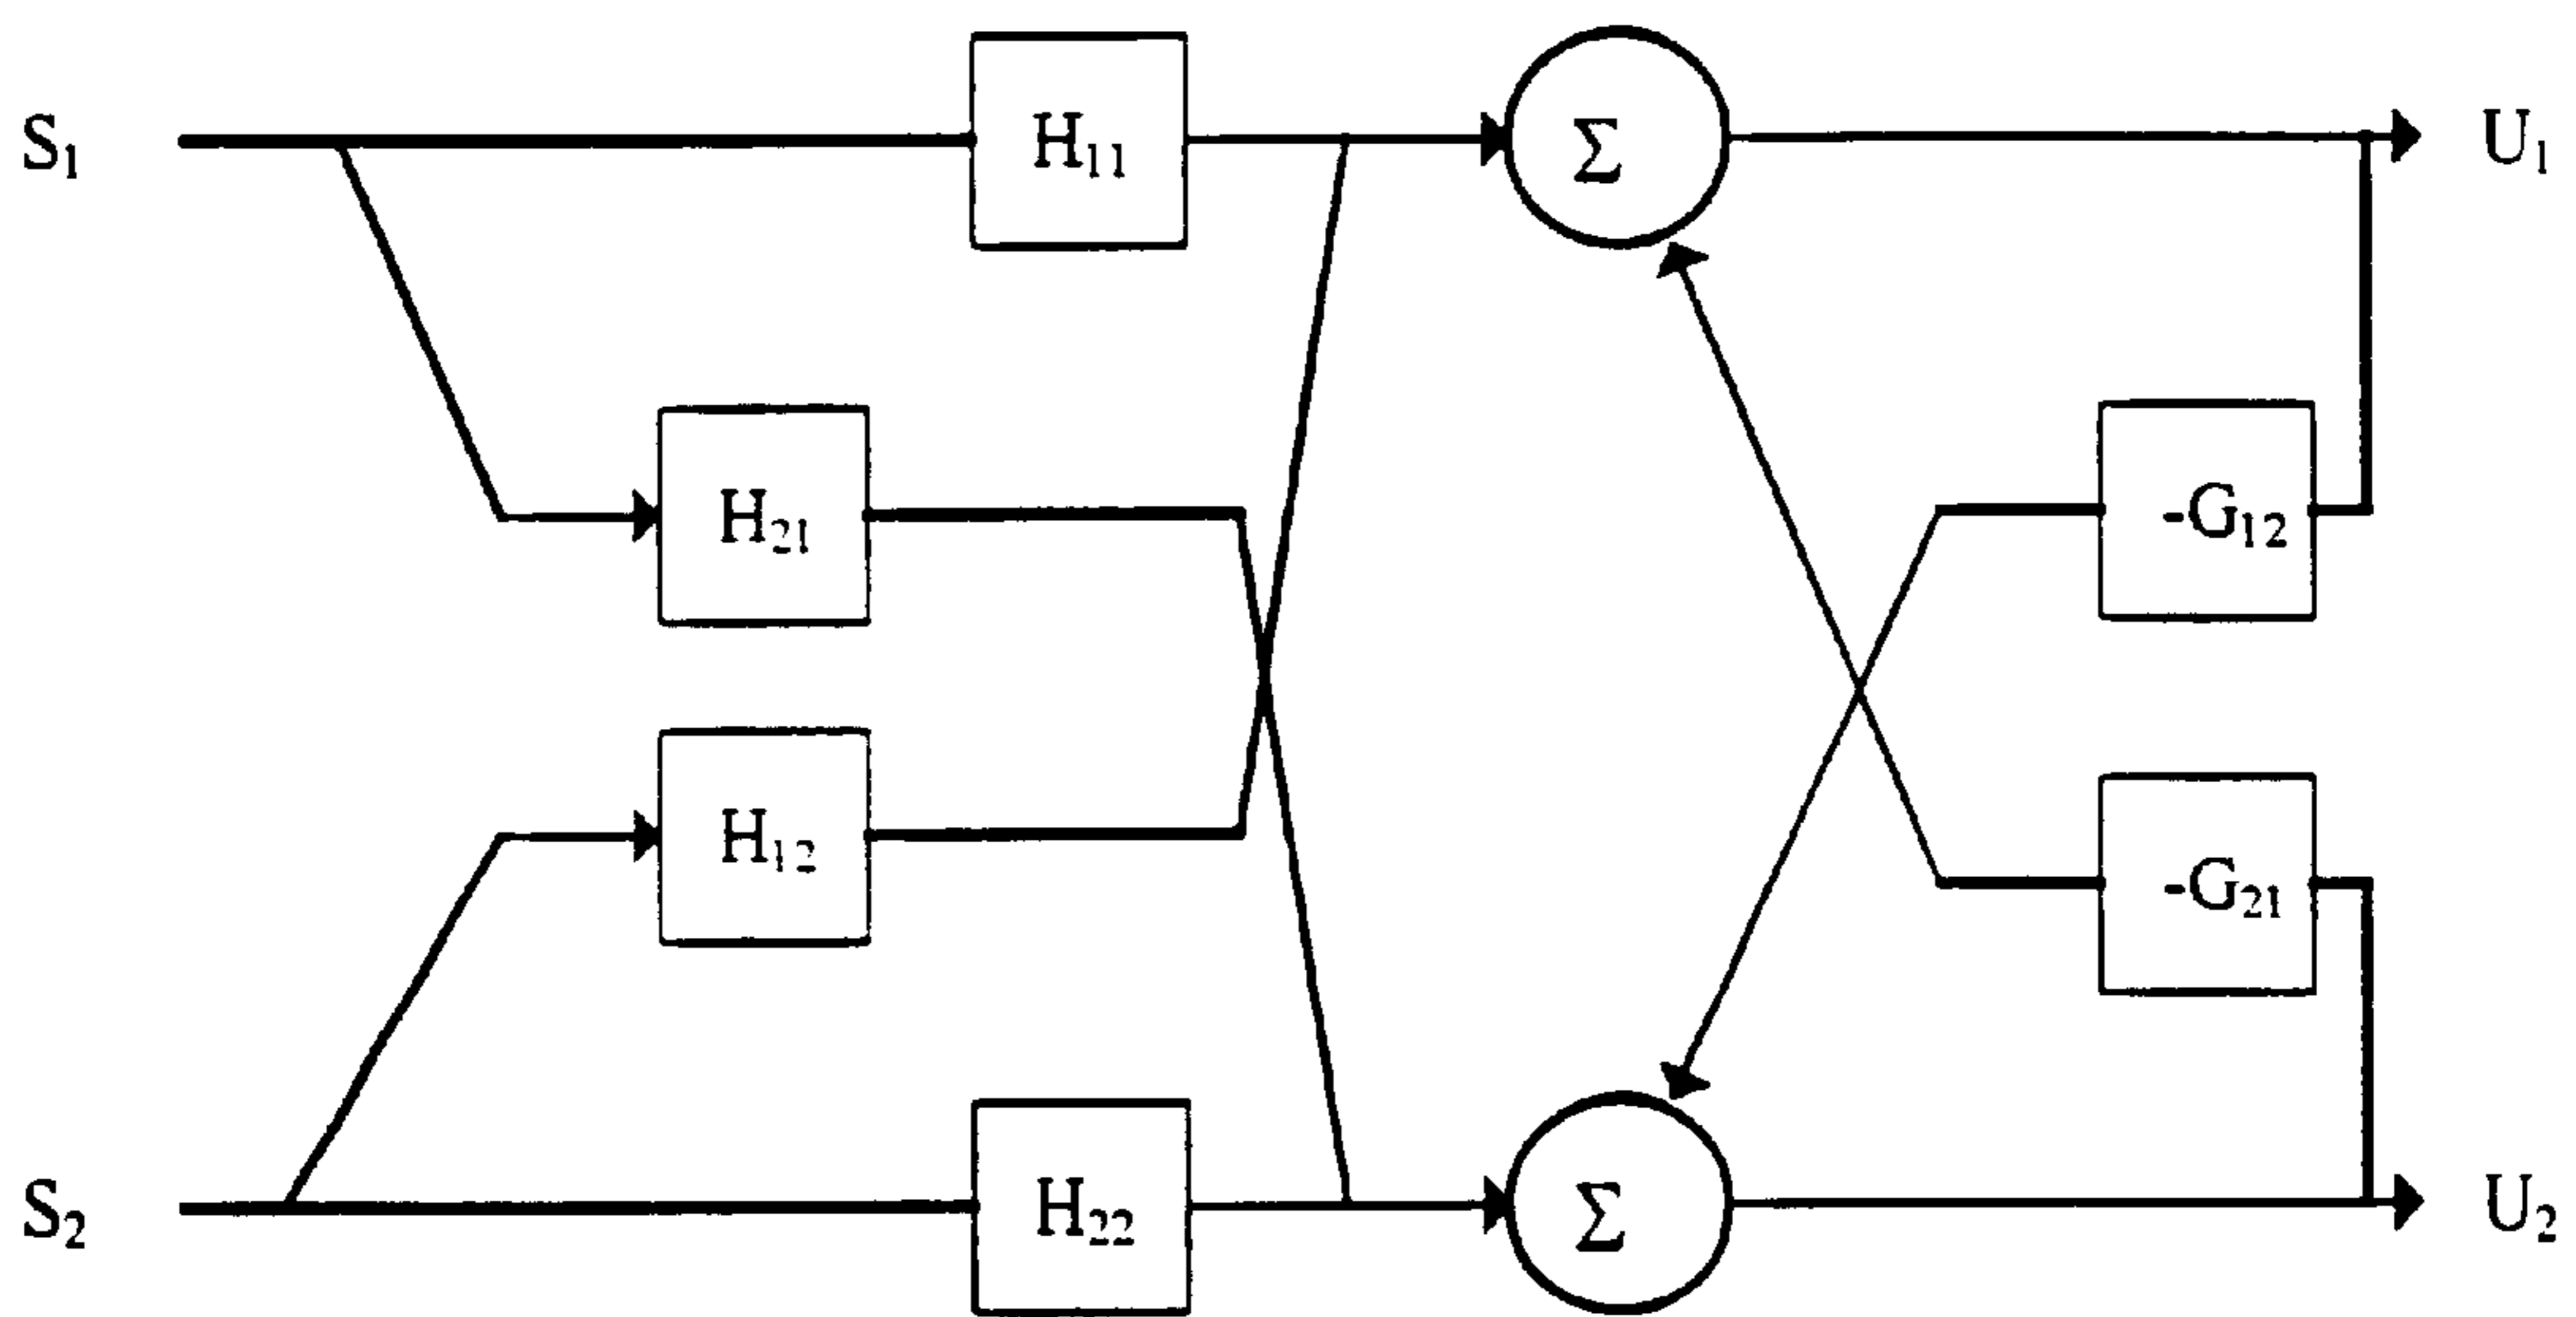 S₁
H₁₁
Σ
U₁
H₂₁
-G₁₂
H₁₂
-G₂₁
S₂
H₂₂
Σ
U₂